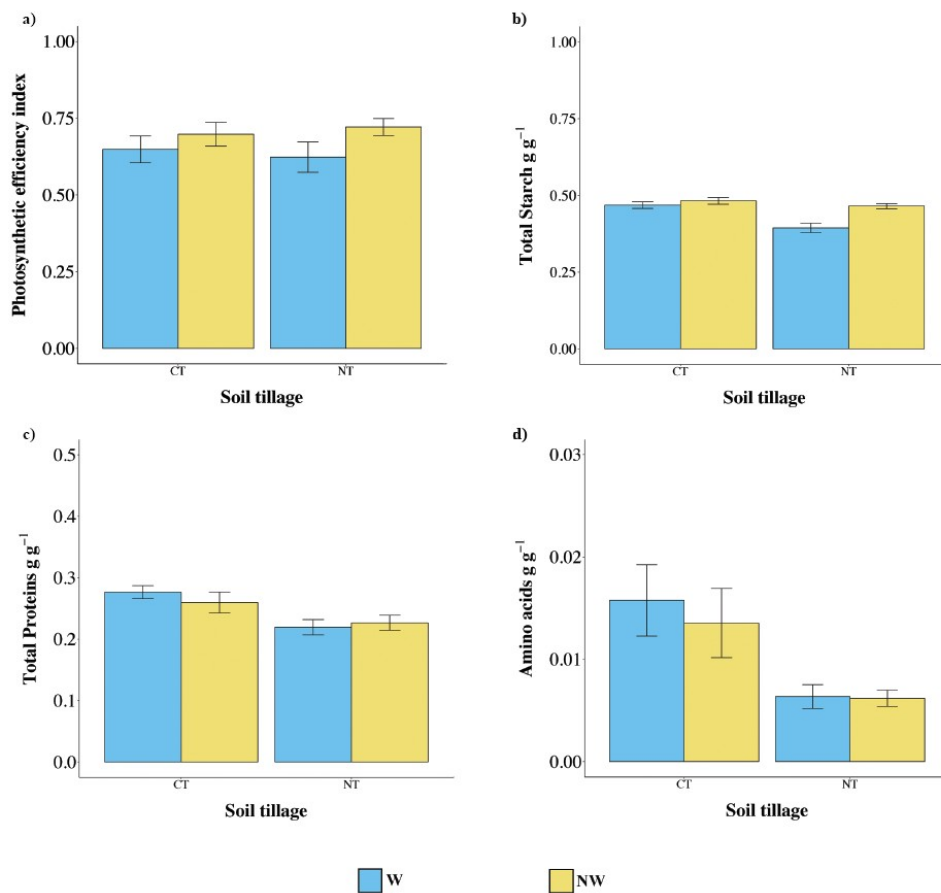 a)
Photosynthetic efficiency index
1.00
0.75
0.50
0.25
0.00
CT
NT
Soil tillage
b)
Total Starch g g⁻¹
1.00
0.75
0.50
0.25
0.00
CT
NT
Soil tillage
c)
Total Proteins g g⁻¹
0.5
0.4
0.3
0.2
0.1
0.0
CT
NT
Soil tillage
d)
Amino acids g g⁻¹
0.03
0.02
0.01
0.00
CT
NT
Soil tillage
W
NW